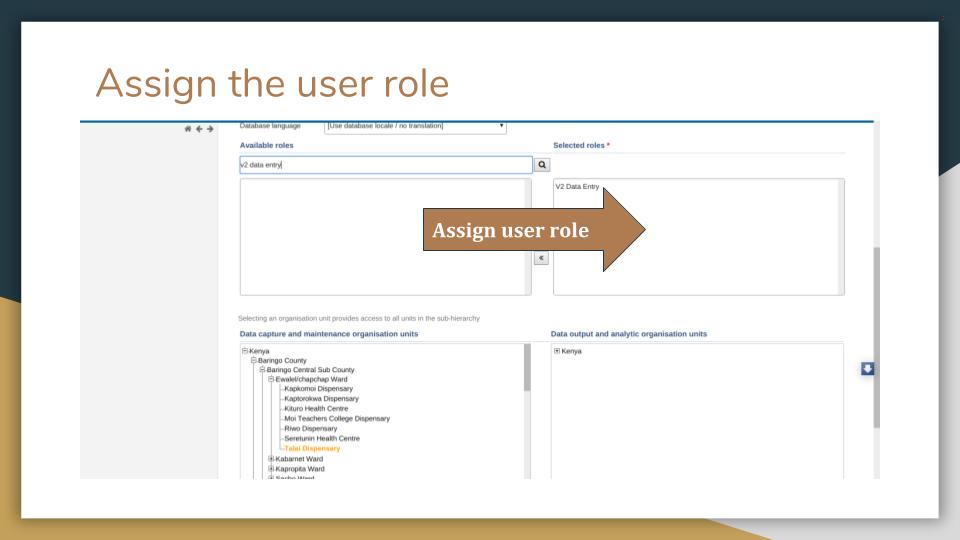 Assign the user role
Database language [Use database locale / no translation]
Available roles Selected roles *
v2 data entry
V2 Data Entry
Assign user role
Selecting an organisation unit provides access to all units in the sub-hierarchy
Data capture and maintenance organisation units Data output and analytic organisation units
Kenya Kenya
Baringo County
Baringo Central Sub County
Ewalel/chapchap Ward
Kapkomoi Dispensary
Kaptorokwa Dispensary
Kituro Health Centre
Moi Teachers College Dispensary
Riwo Dispensary
Seretunin Health Centre
Talai Dispensary
Kabarnet Ward
Kapropita Ward
Sacho Ward